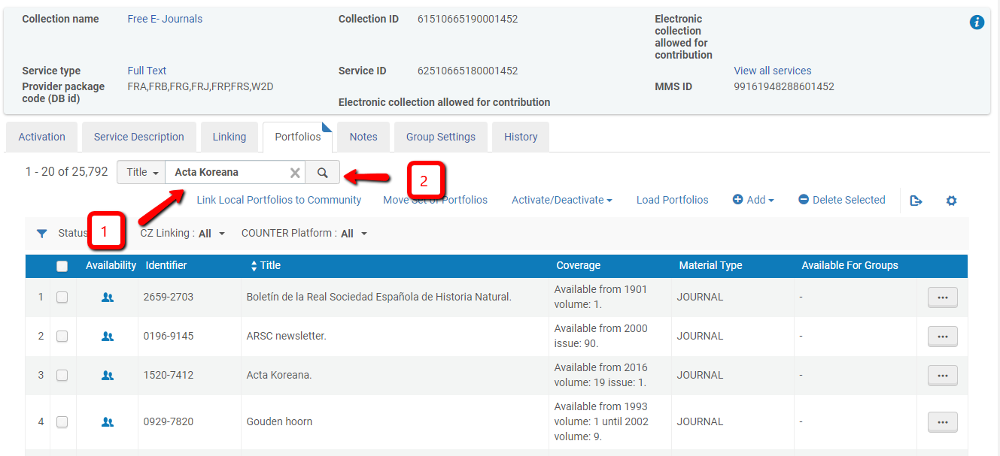 Collection name Free E- Journals Collection ID 61510665190001452 Electronic
collection
allowed for
contribution
Service type Full Text Service ID 62510665180001452 View all services
Provider package FRA,FRB,FRG,FRJ,FRP,FRS,W2D MMS ID 99161948288601452
code (DB id)
Electronic collection allowed for contribution
Activation Service Description Linking Portfolios Notes Group Settings History
1 - 20 of 25,792 Title Acta Koreana 2
Link Local Portfolios to Community Move Set of Portfolios Activate/Deactivate Load Portfolios Add Delete Selected
1
Status CZ Linking : All COUNTER Platform : All
Availability Identifier Title Coverage Material Type Available For Groups
1 2659-2703 Boletín de la Real Sociedad Española de Historia Natural. Available from 1901
volume: 1. JOURNAL -
2 0196-9145 ARSC newsletter. Available from 2000
issue: 90. JOURNAL -
3 1520-7412 Acta Koreana. Available from 2016
volume: 19 issue: 1. JOURNAL -
4 0929-7820 Gouden hoorn Available from 1993
volume: 1 until 2002
volume: 9. JOURNAL -